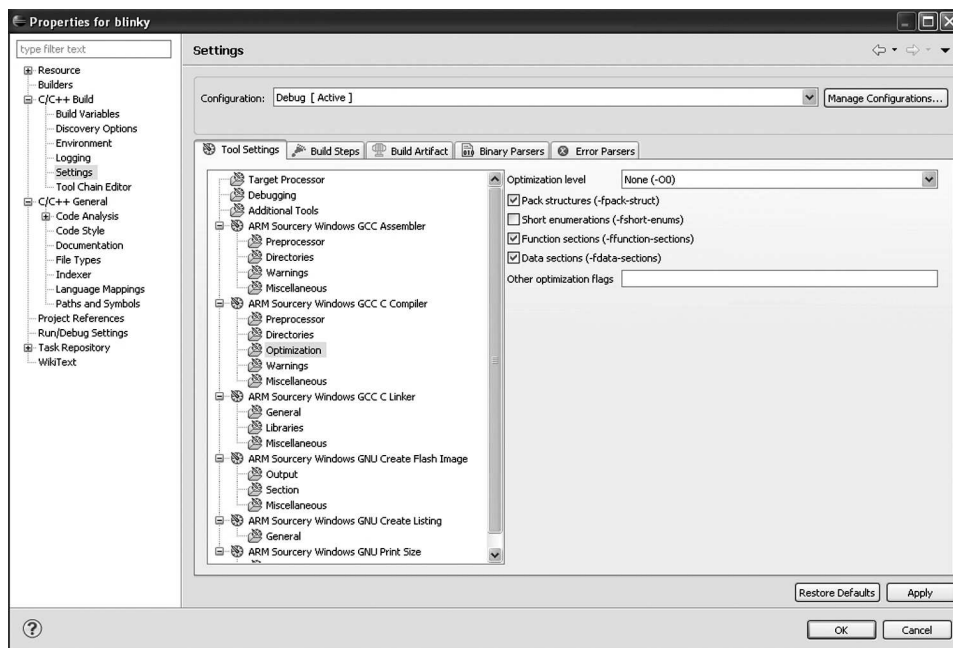 Properties for blinky
type filter text
Resource
Builders
C/C++ Build
Build Variables
Discovery Options
Environment
Logging
Settings
Tool Chain Editor
C/C++ General
Code Analysis
Code Style
Documentation
File Types
Indexer
Language Mappings
Paths and Symbols
Project References
Run/Debug Settings
Task Repository
WikiText
Settings
Configuration: Debug [ Active ] Manage Configurations...
Tool Settings Build Steps Build Artifact Binary Parsers Error Parsers
Target Processor
Debugging
Additional Tools
ARM Sourcery Windows GCC Assembler
Preprocessor
Directories
Warnings
Miscellaneous
ARM Sourcery Windows GCC C Compiler
Preprocessor
Directories
Optimization
Warnings
Miscellaneous
ARM Sourcery Windows GCC C Linker
General
Libraries
Miscellaneous
ARM Sourcery Windows GNU Create Flash Image
Output
Section
Miscellaneous
ARM Sourcery Windows GNU Create Listing
General
ARM Sourcery Windows GNU Print Size
Optimization level None (-O0)
Pack structures (-fpack-struct)
Short enumerations (-fshort-enums)
Function sections (-ffunction-sections)
Data sections (-fdata-sections)
Other optimization flags
Restore Defaults Apply
? OK Cancel